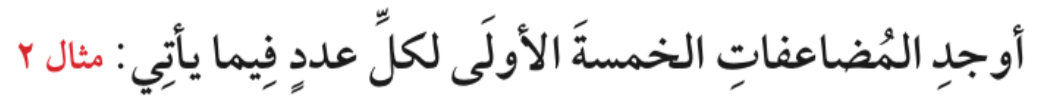 أوجدِ المُضاعفاتِ الخمسةَ الأولَى لكلِّ عددٍ فِيما يأتِي: مثال ٢